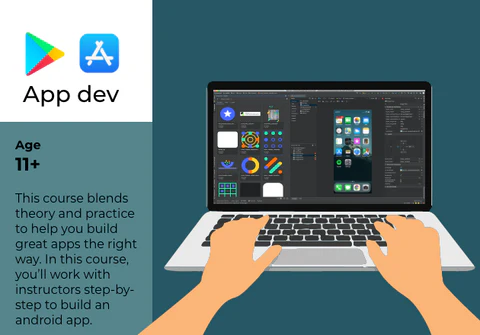 App dev
Age
11+
This course blends
theory and practice
to help you build
great apps the right
way. In this course,
you'll work with
instructors step-by-
step to build an
android app.